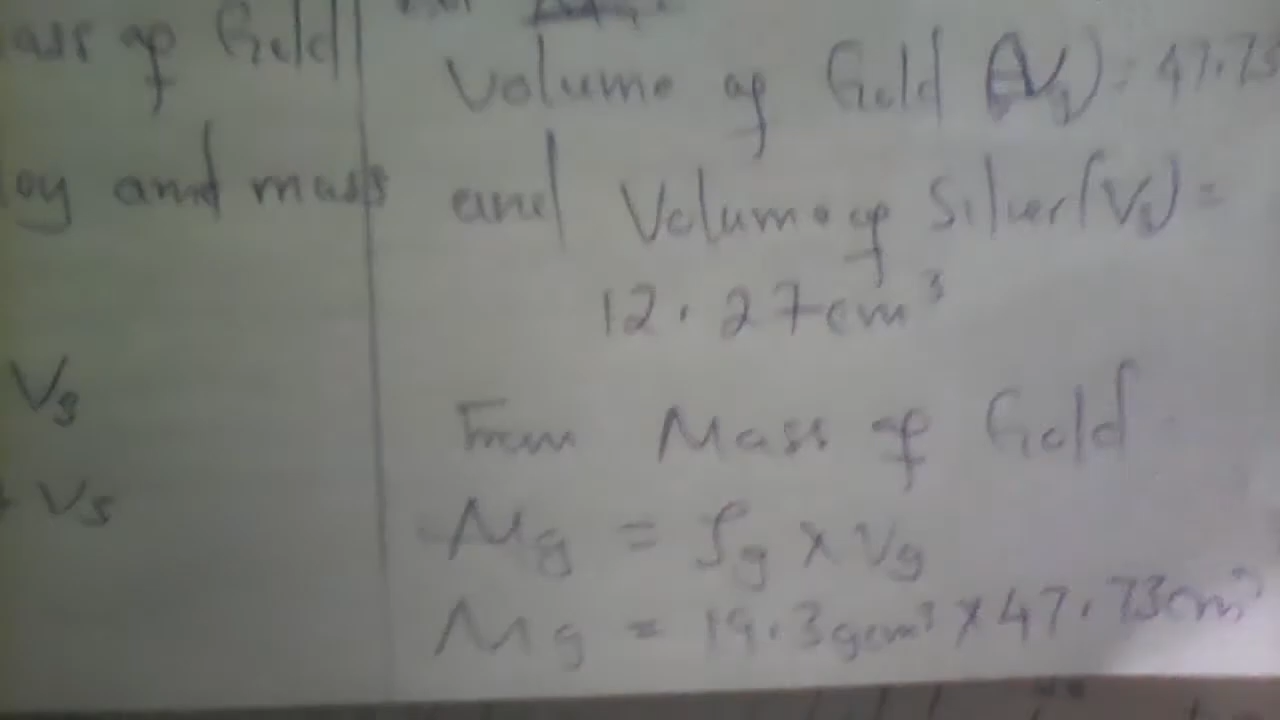 ass of Gold
oy and mass
Vg
+ Vs
Volume of Gold (Vg) = 47.73
and Volume of Silver (Vs) =
12.27cm³
From Mass of Gold
Mg = ρg x Vg
Mg = 19.3gcm³ x 47.73cm³